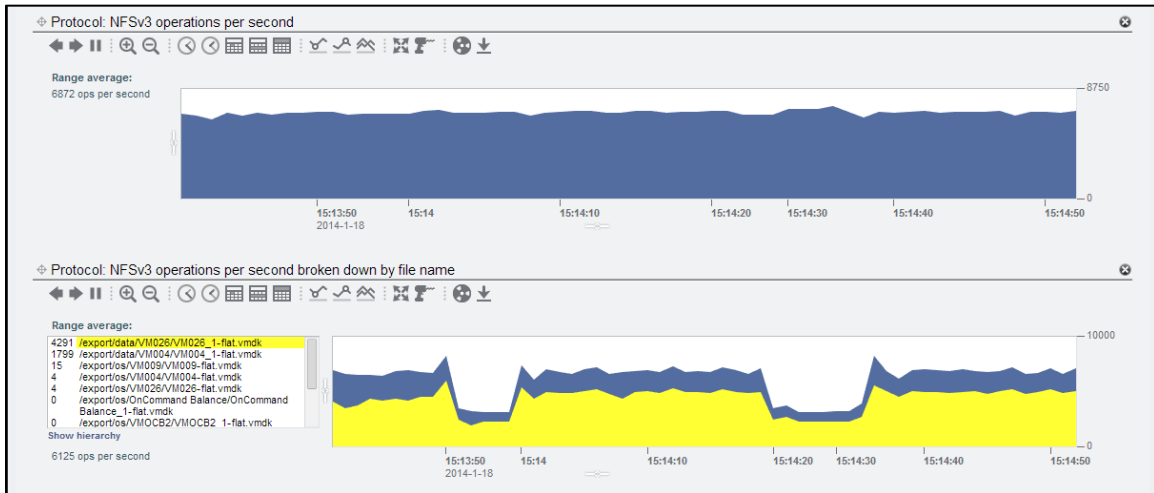 Protocol: NFSv3 operations per second
Range average:
6872 ops per second
8750
0
15:13:50 15:14 15:14:10 15:14:20 15:14:30 15:14:40 15:14:50
2014-1-18
Protocol: NFSv3 operations per second broken down by file name
Range average:
4291 /export/data/VM026/VM026_1-flat.vmdk
1799 /export/data/VM004/VM004_1-flat.vmdk
15 /export/os/VM009/VM009-flat.vmdk
4 /export/os/VM004/VM004-flat.vmdk
4 /export/os/VM026/VM026-flat.vmdk
0 /export/os/OnCommand Balance/OnCommand
Balance_1-flat.vmdk
0 /export/os/VMOCB2/VMOCB2_1-flat.vmdk
Show hierarchy
6125 ops per second
10000
0
15:13:50 15:14 15:14:10 15:14:20 15:14:30 15:14:40 15:14:50
2014-1-18